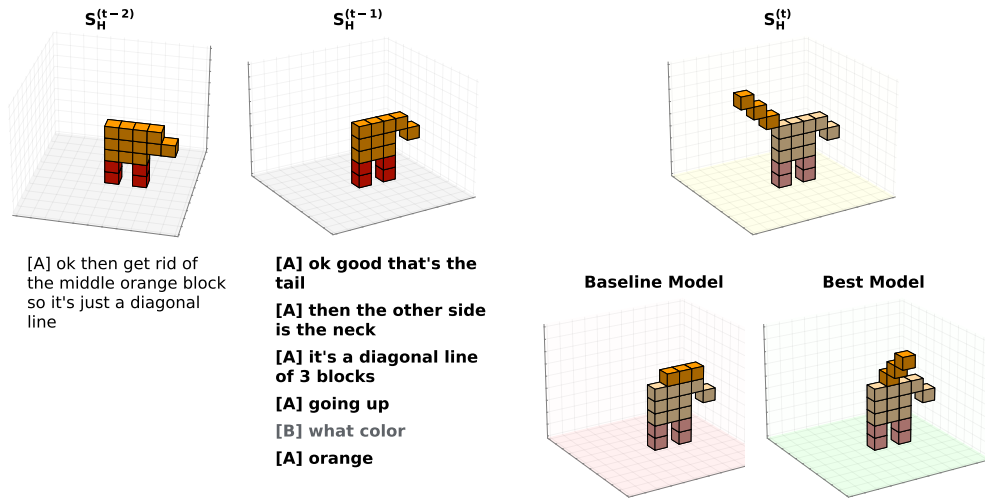 S_H^(t−2)
S_H^(t−1)
S_H^(t)
[A] ok then get rid of
the middle orange block
so it's just a diagonal
line
[A] ok good that's the
tail
[A] then the other side
is the neck
[A] it's a diagonal line
of 3 blocks
[A] going up
[B] what color
[A] orange
Baseline Model
Best Model